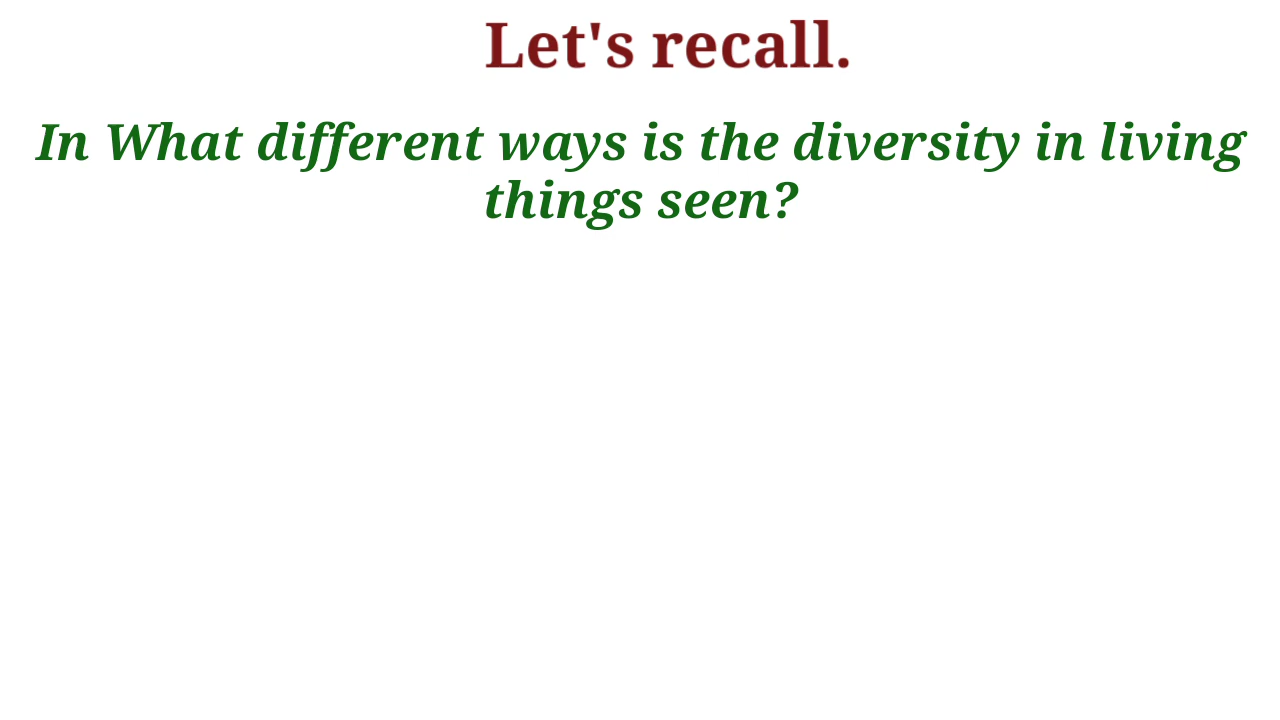 Let's recall.
In What different ways is the diversity in living
things seen?